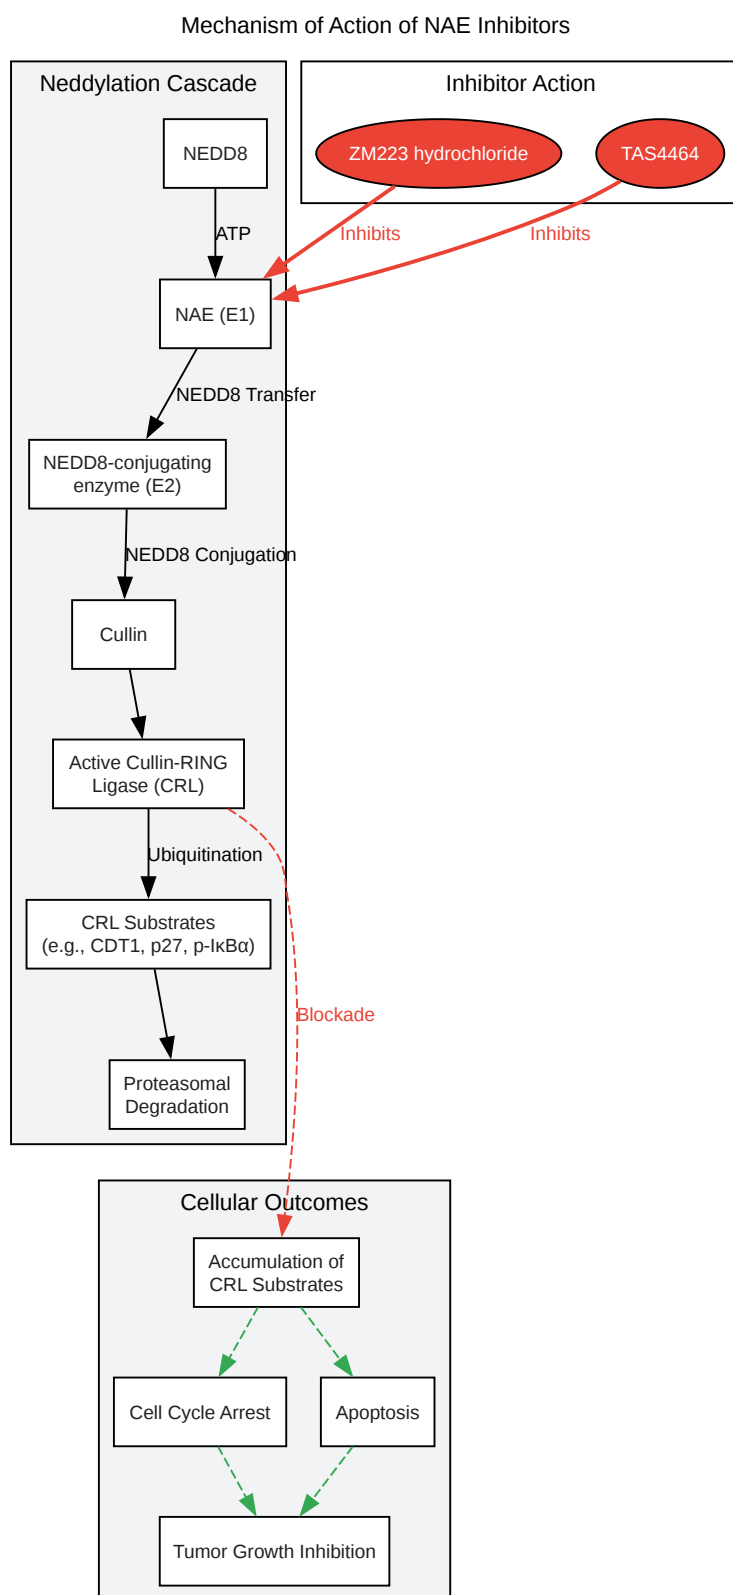 Mechanism of Action of NAE Inhibitors
Neddylation Cascade
Inhibitor Action
NEDD8
ZM223 hydrochloride
TAS4464
ATP
Inhibits
Inhibits
NAE (E1)
NEDD8 Transfer
NEDD8-conjugating
enzyme (E2)
NEDD8 Conjugation
Cullin
Active Cullin-RING
Ligase (CRL)
Ubiquitination
CRL Substrates
(e.g., CDT1, p27, p-IκBα)
Blockade
Proteasomal
Degradation
Cellular Outcomes
Accumulation of
CRL Substrates
Cell Cycle Arrest
Apoptosis
Tumor Growth Inhibition